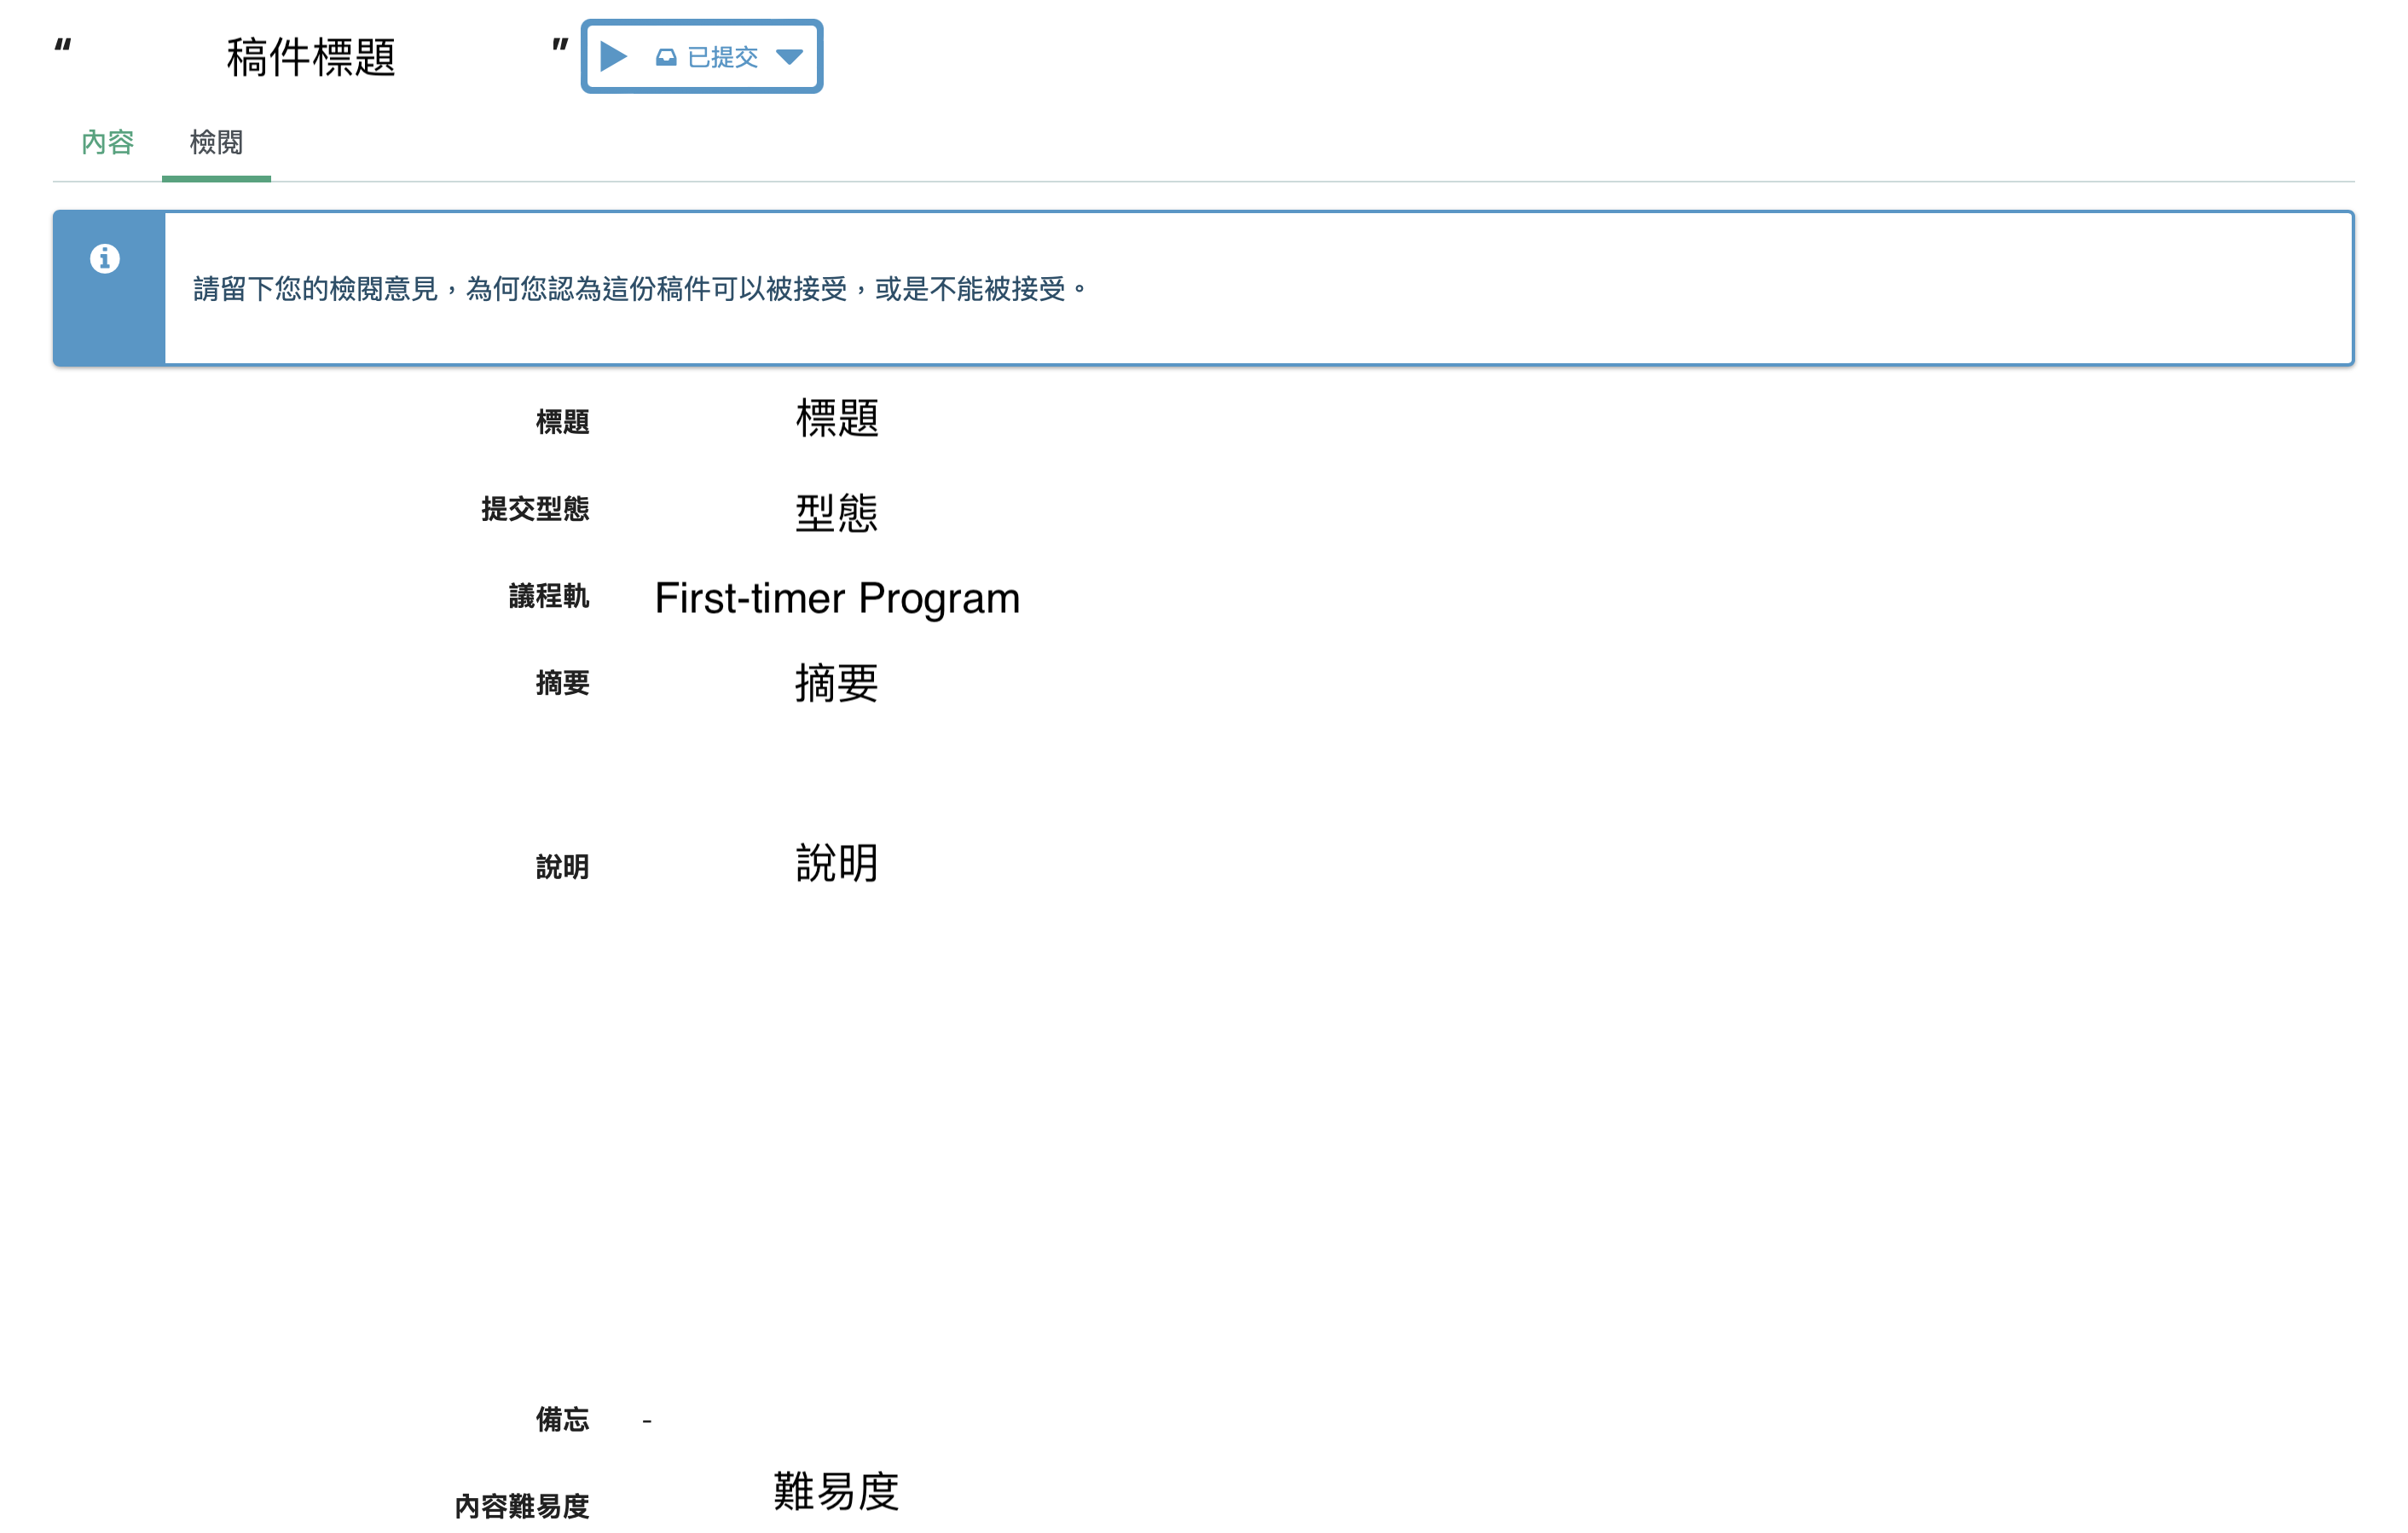 “ 稿件標題 ” 已提交
內容 檢閱
請留下您的檢閱意見，為何您認為這份稿件可以被接受，或是不能被接受。
標題 標題
提交型態 型態
議程軌 First-timer Program
摘要 摘要
說明 說明
備忘 -
內容難易度 難易度